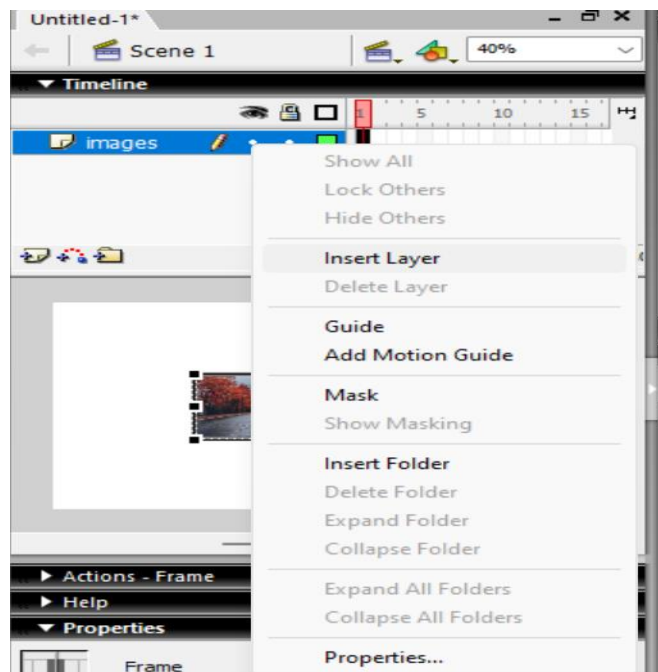 Untitled-1*
Scene 1
40%
Timeline
1 5 10 15
images
Show All
Lock Others
Hide Others
Insert Layer
Delete Layer
Guide
Add Motion Guide
Mask
Show Masking
Insert Folder
Delete Folder
Expand Folder
Collapse Folder
Expand All Folders
Collapse All Folders
Properties...
Actions - Frame
Help
Properties
Frame